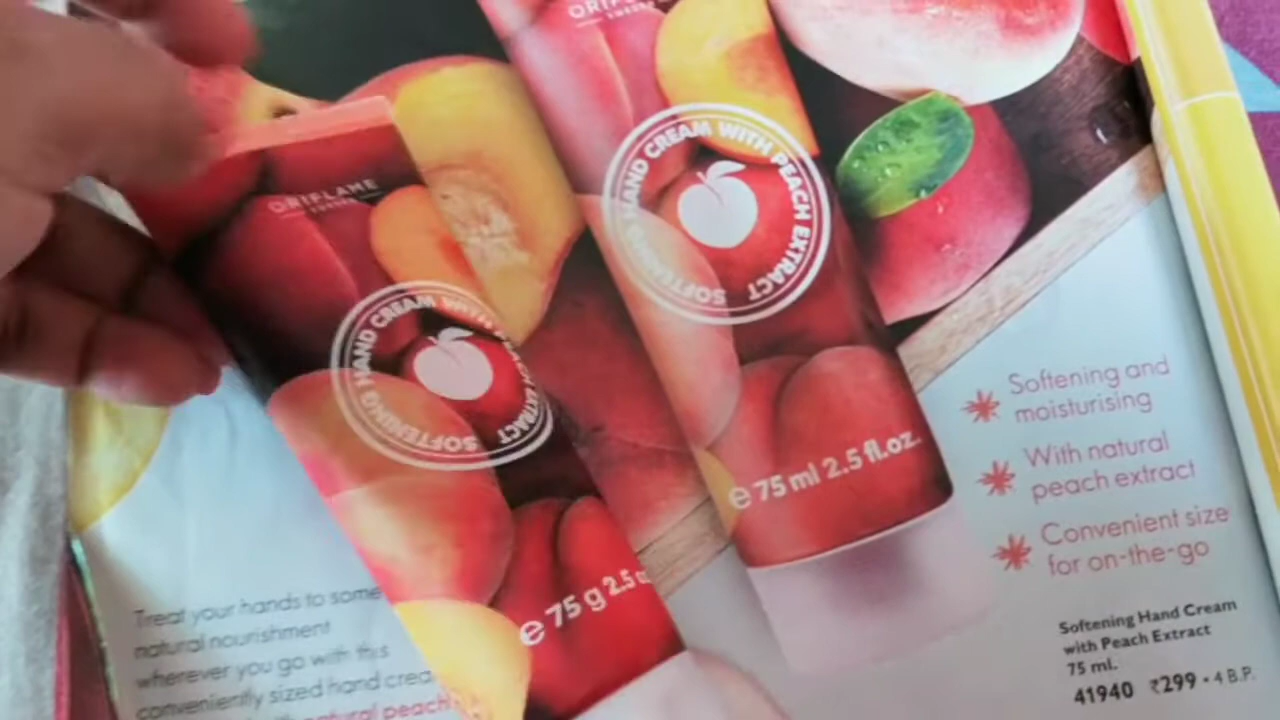 ORIFLAME
SWEDEN
SOFTENING HAND CREAM WITH PEACH EXTRACT
e 75 g 2.5
SOFTENING HAND CREAM WITH PEACH EXTRACT
e 75 ml 2.5 fl.oz.
Softening and
moisturising
With natural
peach extract
Convenient size
for on-the-go
Softening Hand Cream
with Peach Extract
75 ml.
41940 ₹299 • 4 B.P.
Treat your hands to some
natural nourishment
wherever you go with this
conveniently sized hand
natural peach